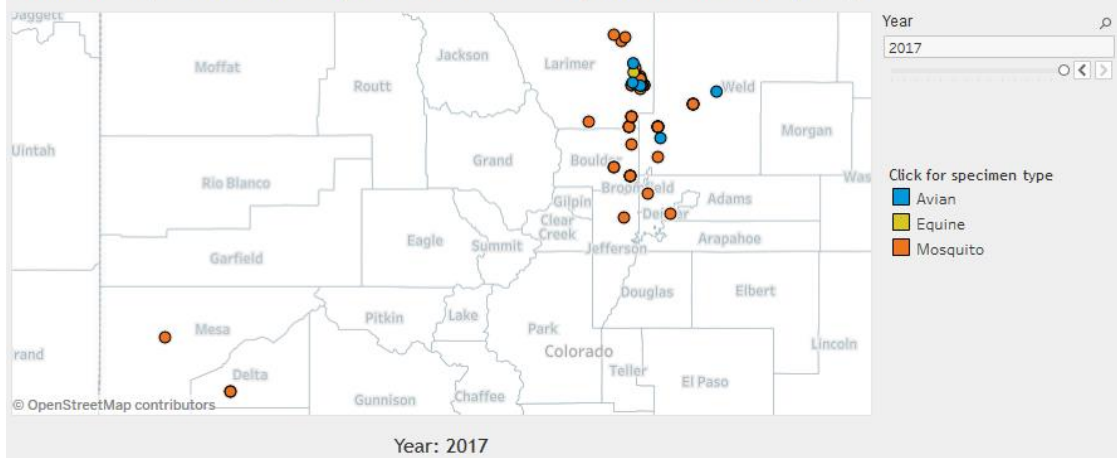 Daggett
Jackson
Larimer
Moffat
Weld
Routt
Morgan
Uintah
Grand
Boulder
Was
Rio Blanco
Broomfield
Gilpin
Adams
Clear
Creek
Denver
Eagle
Summit
Jefferson
Arapahoe
Garfield
Douglas
Elbert
Pitkin
Lake
Park
Mesa
Lincoln
rand
Colorado
Teller
El Paso
Delta
Gunnison
Chaffee
© OpenStreetMap contributors
Year: 2017
Year
2017
Click for specimen type
Avian
Equine
Mosquito